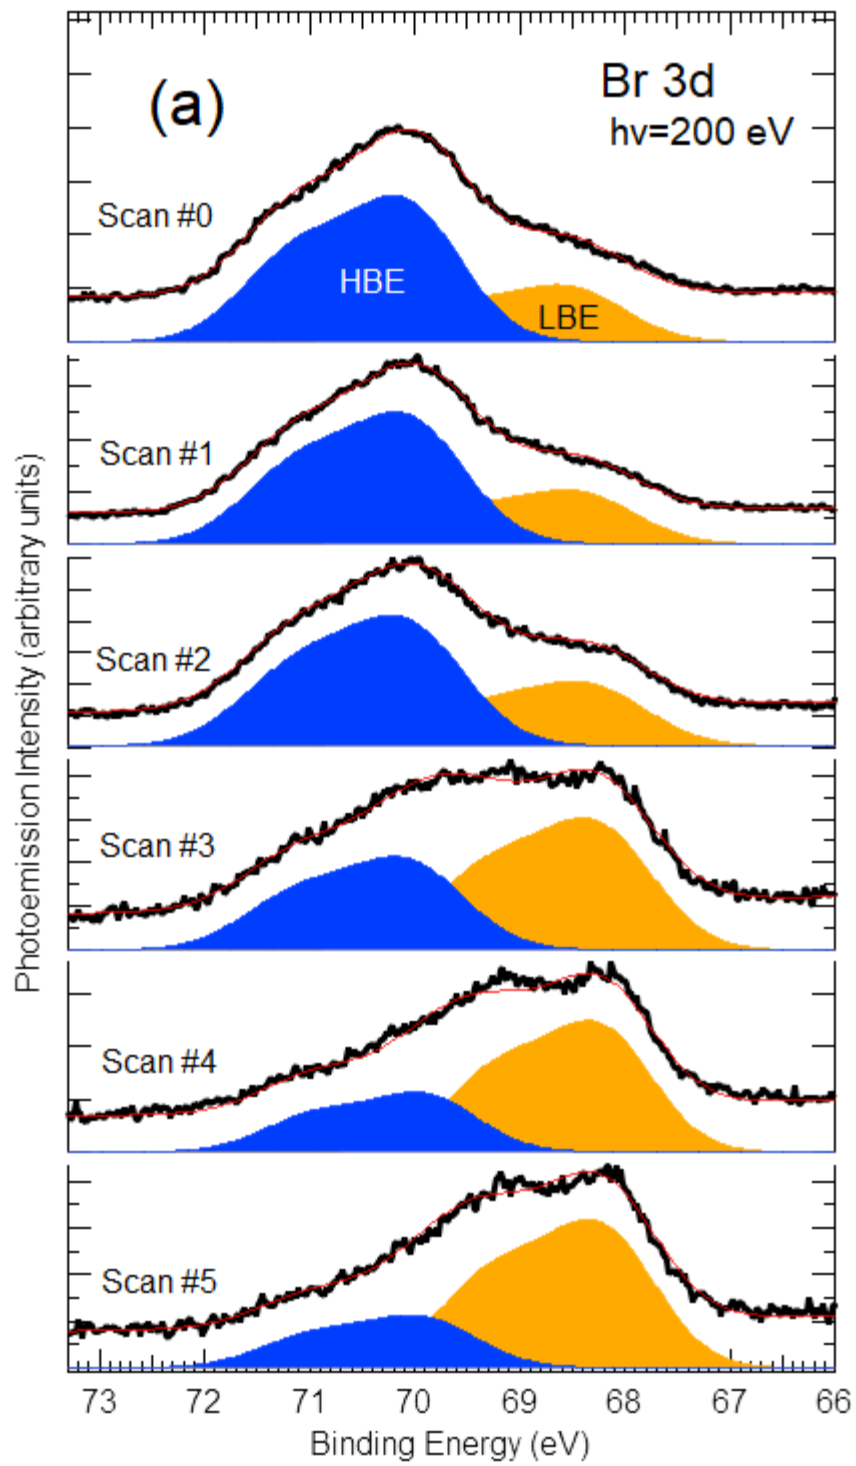 (a)
Br 3d
hv=200 eV
Scan #0
HBE
LBE
Scan #1
Scan #2
Scan #3
Scan #4
Scan #5
Photoemission Intensity (arbitrary units)
73 72 71 70 69 68 67 66
Binding Energy (eV)